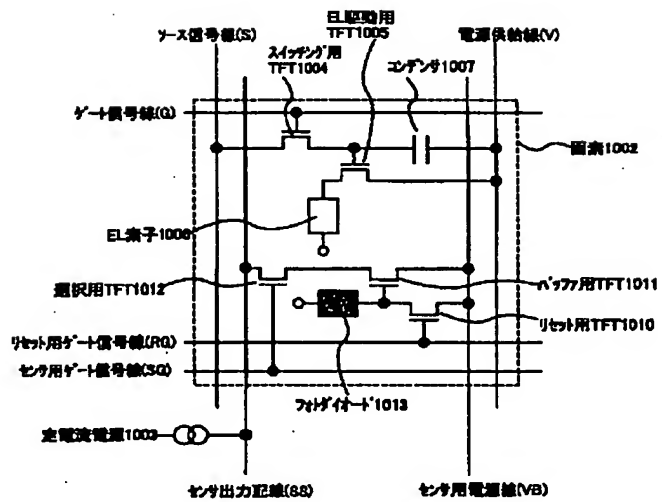 ソース信号線(S)
EL駆動用
TFT1005
電源供給線(V)
スイッチング用
TFT1004
コンデンサ1007
ゲート信号線(G)
画素1002
EL素子1006
選択用TFT1012
バッファ用TFT1011
リセット用TFT1010
リセット用ゲート信号線(RG)
センサ用ゲート信号線(SG)
フォトダイオード1013
定電流電源1003
センサ出力配線(SS)
センサ用電源線(VB)